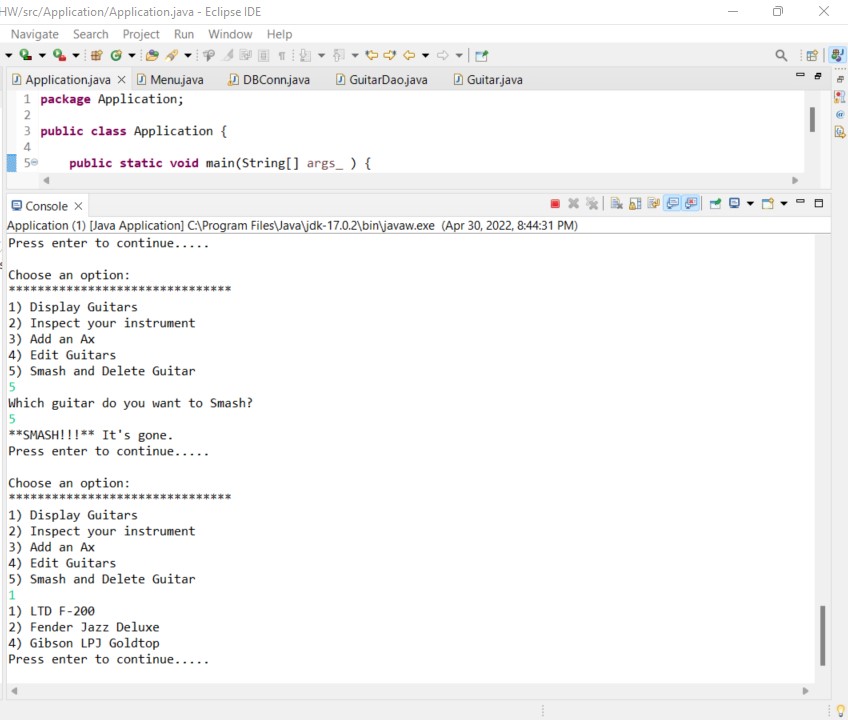 HW/src/Application/Application.java - Eclipse IDE
Navigate Search Project Run Window Help
Application.java Menu.java DBConn.java GuitarDao.java Guitar.java
1 package Application;
2
3 public class Application {
4
5 public static void main(String[] args_ ) {
Console
Application (1) [Java Application] C:\Program Files\Java\jdk-17.0.2\bin\javaw.exe (Apr 30, 2022, 8:44:31 PM)
Press enter to continue.....
Choose an option:
*******************************
1) Display Guitars
2) Inspect your instrument
3) Add an Ax
4) Edit Guitars
5) Smash and Delete Guitar
5
Which guitar do you want to Smash?
5
**SMASH!!!** It's gone.
Press enter to continue.....
Choose an option:
*******************************
1) Display Guitars
2) Inspect your instrument
3) Add an Ax
4) Edit Guitars
5) Smash and Delete Guitar
1
1) LTD F-200
2) Fender Jazz Deluxe
4) Gibson LPJ Goldtop
Press enter to continue.....